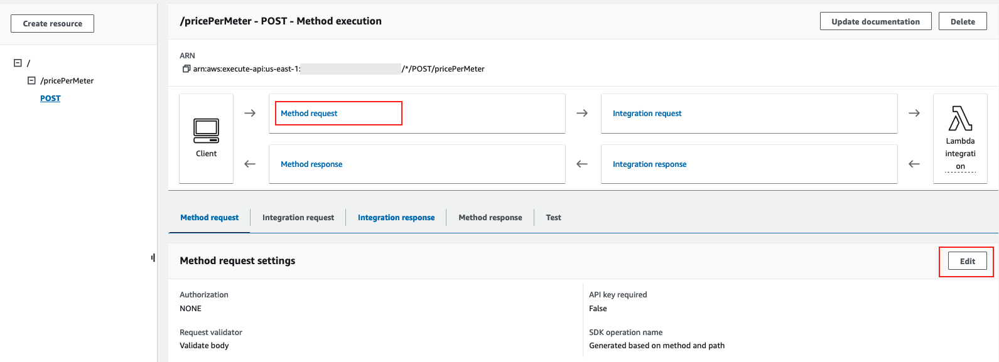 Create resource
/
/pricePerMeter
POST
/pricePerMeter - POST - Method execution
Update documentation
Delete
ARN
arn:aws:execute-api:us-east-1: /*/POST/pricePerMeter
Client
Method request
Integration request
Method response
Integration response
Lambda
integrati
on
Method request
Integration request
Integration response
Method response
Test
Method request settings
Edit
Authorization
NONE
API key required
False
Request validator
Validate body
SDK operation name
Generated based on method and path